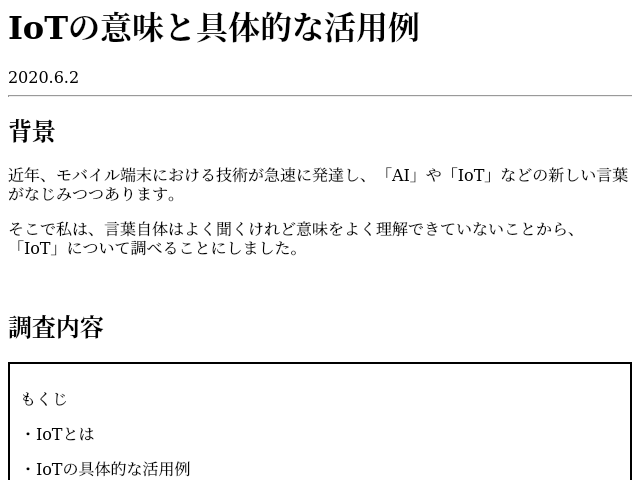 IoTの意味と具体的な活用例
2020.6.2
背景
近年、モバイル端末における技術が急速に発達し、「AI」や「IoT」などの新しい言葉
がなじみつつあります。
そこで私は、言葉自体はよく聞くけれど意味をよく理解できていないことから、
「IoT」について調べることにしました。
調査内容
もくじ
・IoTとは
・IoTの具体的な活用例